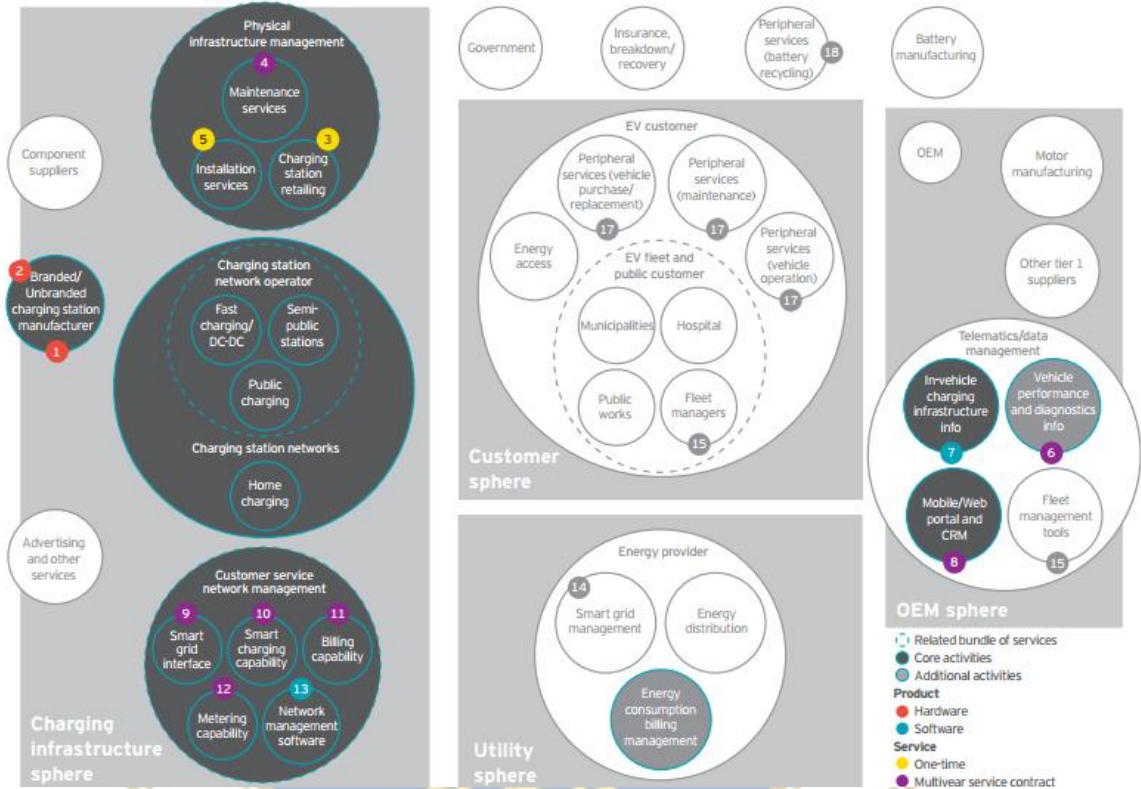 Physical
infrastructure management
4
Maintenance
services
5
Installation
services
3
Charging
station
retailing
Component
suppliers
2
Branded/
Unbranded
charging station
manufacturer
1
Charging station
network operator
Fast
charging/
DC-DC
Semi-
public
stations
Public
charging
Charging station networks
Home
charging
Advertising
and other
services
Customer service
network management
9
Smart
grid
interface
10
Smart
charging
capability
11
Billing
capability
12
Metering
capability
13
Network
management
software
Charging
infrastructure
sphere
Government
Insurance,
breakdown/
recovery
Peripheral
services
(battery
recycling)
18
Battery
manufacturing
EV customer
Peripheral
services (vehicle
purchase/
replacement)
17
Peripheral
services
(maintenance)
17
Energy
access
Peripheral
services
(vehicle
operation)
17
EV fleet and
public customer
Municipalities
Hospital
Public
works
Fleet
managers
15
Customer
sphere
Energy provider
14
Smart grid
management
Energy
distribution
Energy
consumption
billing
management
Utility
sphere
OEM
Motor
manufacturing
Other tier 1
suppliers
Telematics/data
management
In-vehicle
charging
infrastructure
info
7
Vehicle
performance
and diagnostics
info
6
Mobile/Web
portal and
CRM
8
Fleet
management
tools
15
OEM sphere
Related bundle of services
Core activities
Additional activities
Product
Hardware
Software
Service
One-time
Multiyear service contract